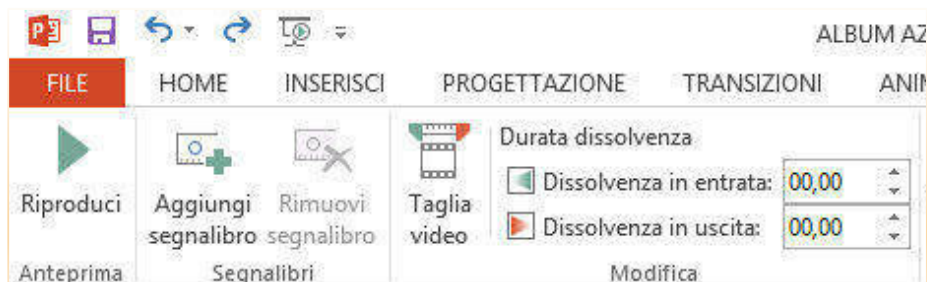 ALBUM AZ
FILE HOME INSERISCI PROGETTAZIONE TRANSIZIONI ANIM
Durata dissolvenza
Dissolvenza in entrata: 00,00
Dissolvenza in uscita: 00,00
Riproduci
Aggiungi
segnalibro
Rimuovi
segnalibro
Taglia
video
Anteprima
Segnalibri
Modifica